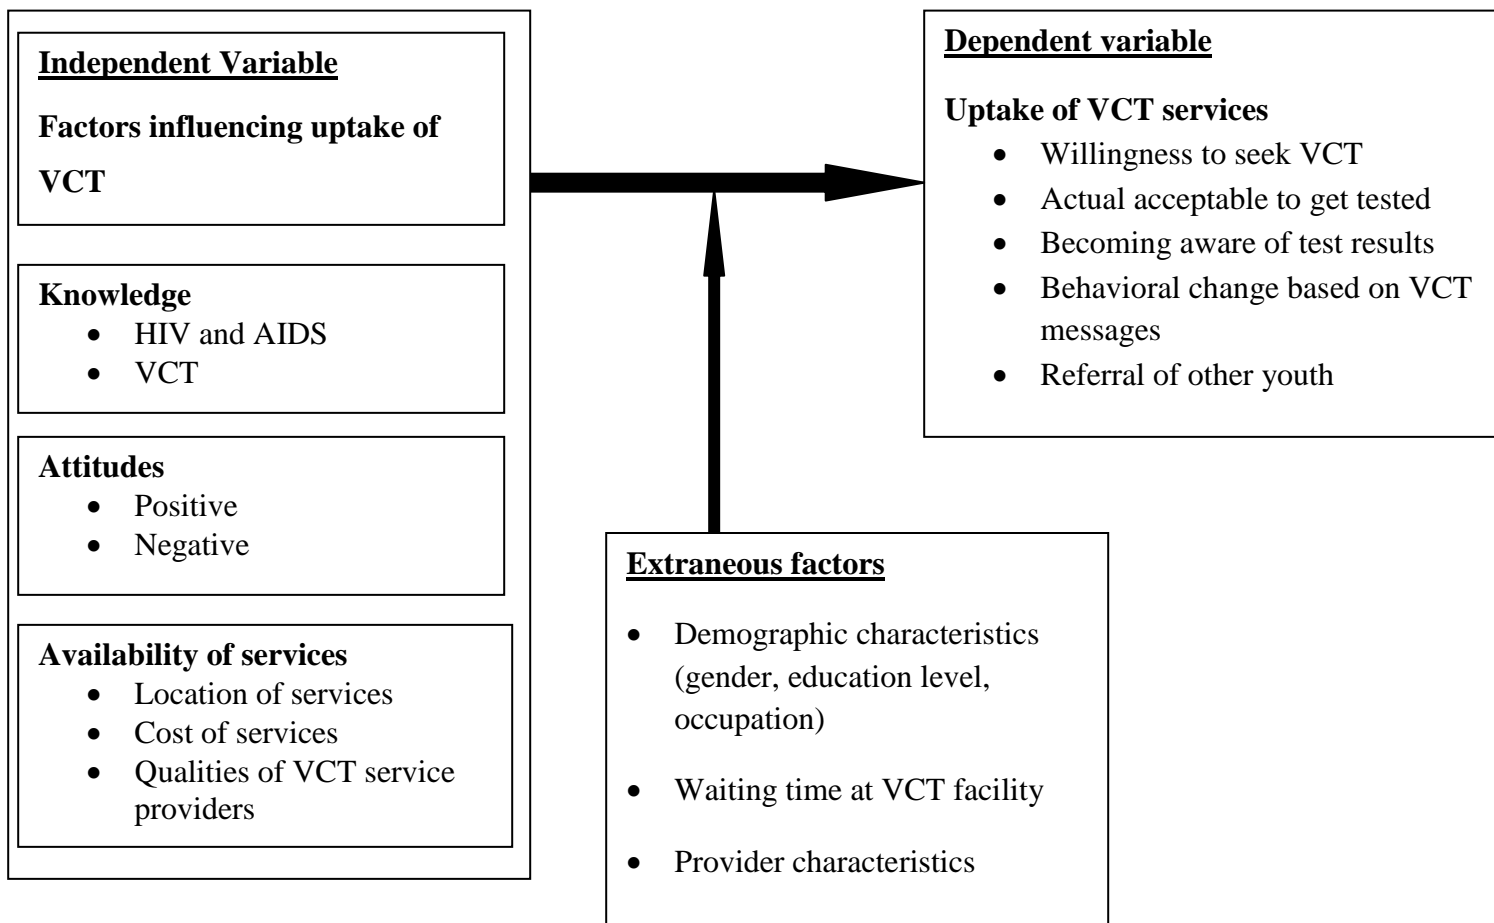 Independent Variable
Factors influencing uptake of
VCT
Knowledge
• HIV and AIDS
• VCT
Attitudes
• Positive
• Negative
Availability of services
• Location of services
• Cost of services
• Qualities of VCT service
providers
Dependent variable
Uptake of VCT services
• Willingness to seek VCT
• Actual acceptable to get tested
• Becoming aware of test results
• Behavioral change based on VCT
messages
• Referral of other youth
Extraneous factors
• Demographic characteristics
(gender, education level,
occupation)
• Waiting time at VCT facility
• Provider characteristics